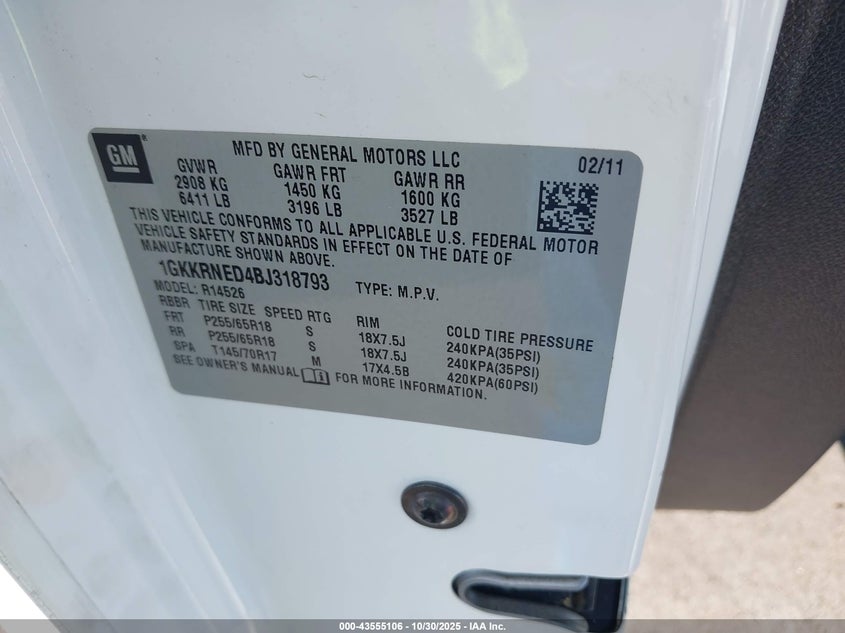 GM®
MFD BY GENERAL MOTORS LLC 02/11
GVWR GAWR FRT GAWR RR
2908 KG 1450 KG 1600 KG
6411 LB 3196 LB 3527 LB
THIS VEHICLE CONFORMS TO ALL APPLICABLE U.S. FEDERAL MOTOR
VEHICLE SAFETY STANDARDS IN EFFECT ON THE DATE OF
MANUFACTURE SHOWN ABOVE.
1GKKRNED4BJ318793 TYPE: M.P.V.
MODEL: R14526
RBBR TIRE SIZE SPEED RTG RIM COLD TIRE PRESSURE
FRT P255/65R18 S 18X7.5J 240KPA(35PSI)
RR P255/65R18 S 18X7.5J 240KPA(35PSI)
SPA T145/70R17 M 17X4.5B 420KPA(60PSI)
SEE OWNER'S MANUAL FOR MORE INFORMATION.
000-43555106 - 10/30/2025 - IAA Inc.